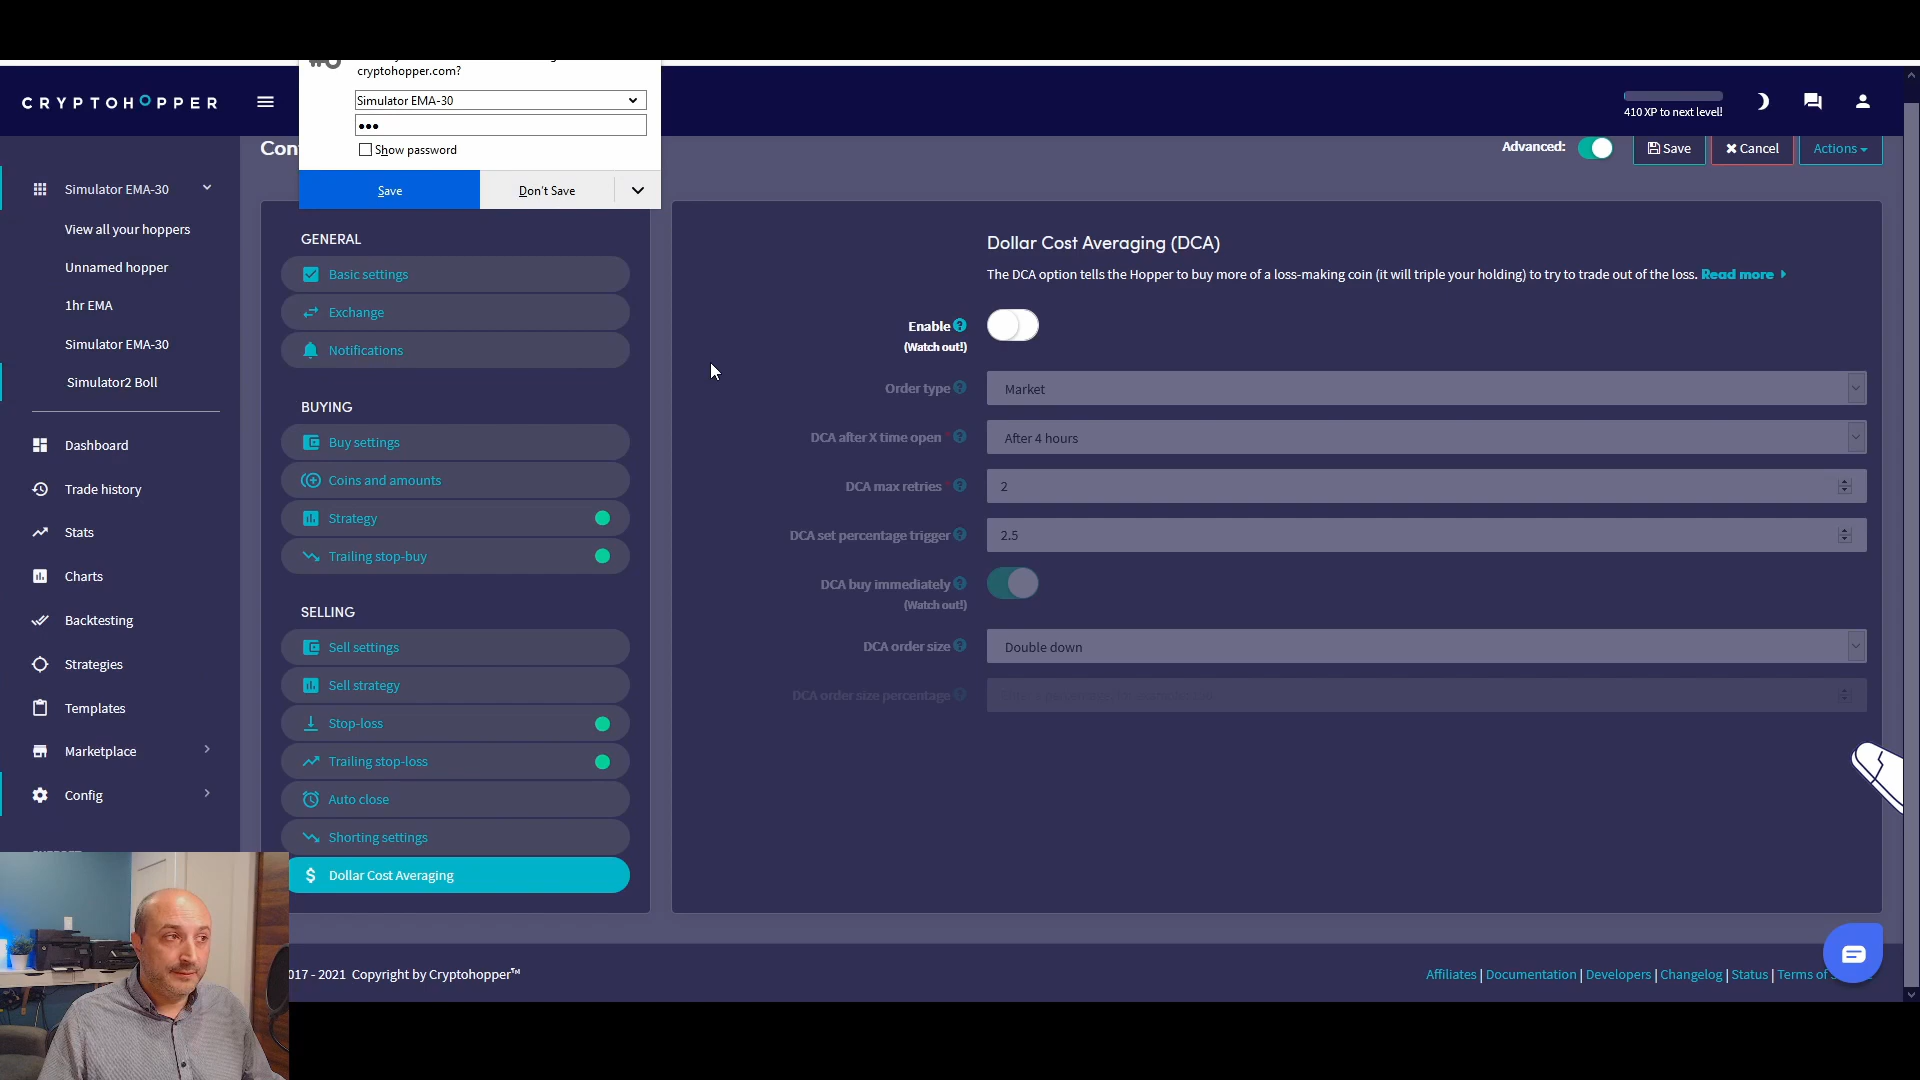 cryptohopper.com?
Simulator EMA-30
Show password
Save
Don't Save
CRYPTOHOPPER
410 XP to next level!
Advanced:
Save
Cancel
Actions
Simulator EMA-30
View all your hoppers
Unnamed hopper
1hr EMA
Simulator EMA-30
Simulator2 Boll
Dashboard
Trade history
Stats
Charts
Backtesting
Strategies
Templates
Marketplace
Config
GENERAL
Basic settings
Exchange
Notifications
BUYING
Buy settings
Coins and amounts
Strategy
Trailing stop-buy
SELLING
Sell settings
Sell strategy
Stop-loss
Trailing stop-loss
Auto close
Shorting settings
Dollar Cost Averaging
Dollar Cost Averaging (DCA)
The DCA option tells the Hopper to buy more of a loss-making coin (it will triple your holding) to try to trade out of the loss. Read more
Enable
(Watch out!)
Order type
Market
DCA after X time open *
After 4 hours
DCA max retries *
2
DCA set percentage trigger
2.5
DCA buy immediately
(Watch out!)
DCA order size
Double down
DCA order size percentage
017 - 2021 Copyright by Cryptohopper™
Affiliates | Documentation | Developers | Changelog | Status | Terms of